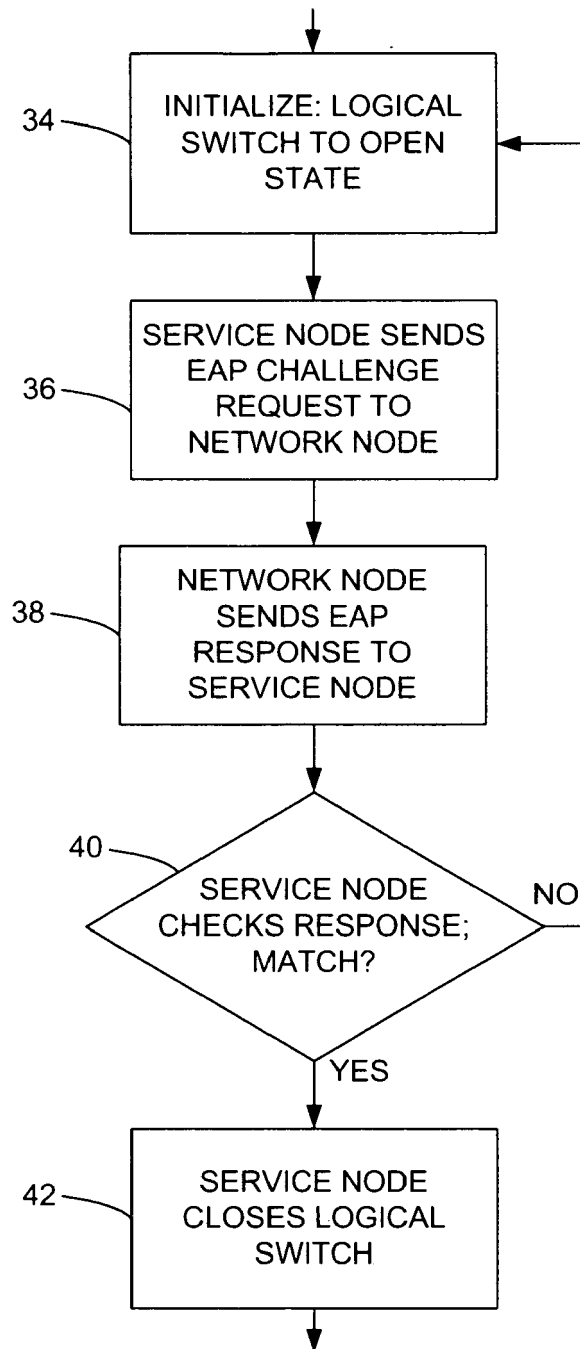 34
INITIALIZE: LOGICAL
SWITCH TO OPEN
STATE
36
SERVICE NODE SENDS
EAP CHALLENGE
REQUEST TO
NETWORK NODE
38
NETWORK NODE
SENDS EAP
RESPONSE TO
SERVICE NODE
40
SERVICE NODE
CHECKS RESPONSE;
MATCH?
NO
YES
42
SERVICE NODE
CLOSES LOGICAL
SWITCH